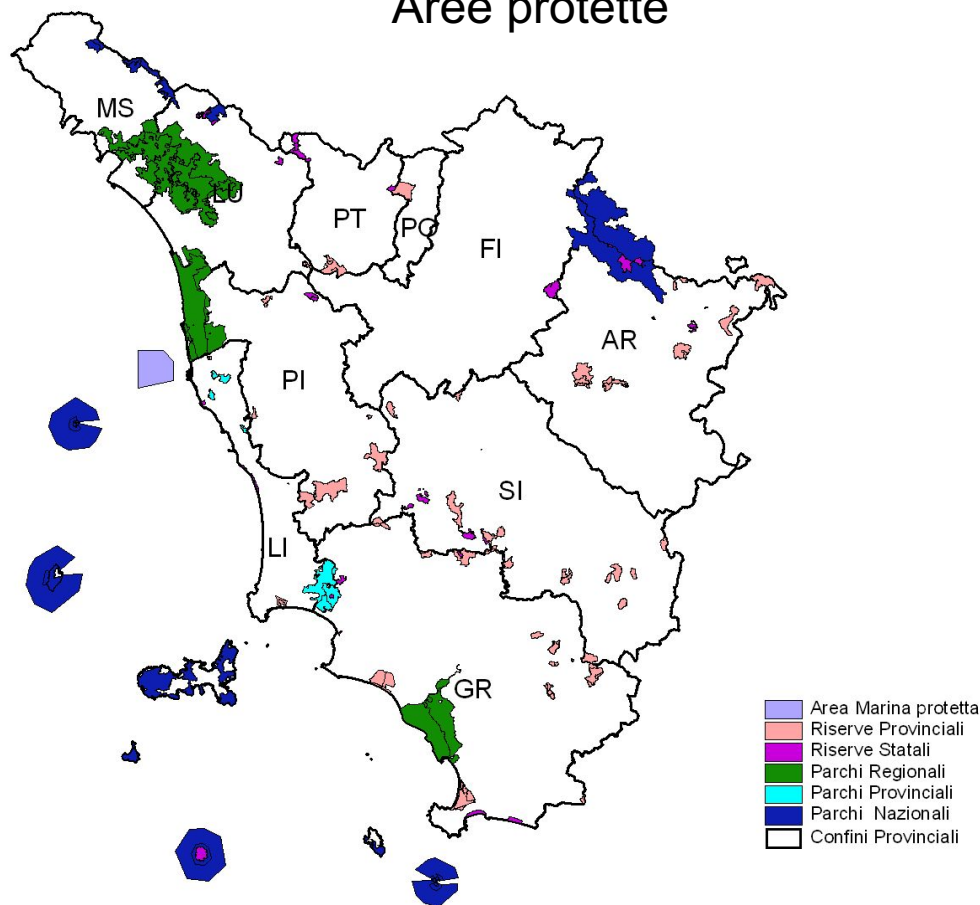 Aree protette
MS
LU
PT
PO
FI
AR
PI
SI
LI
GR
Area Marina protetta
Riserve Provinciali
Riserve Statali
Parchi Regionali
Parchi Provinciali
Parchi Nazionali
Confini Provinciali